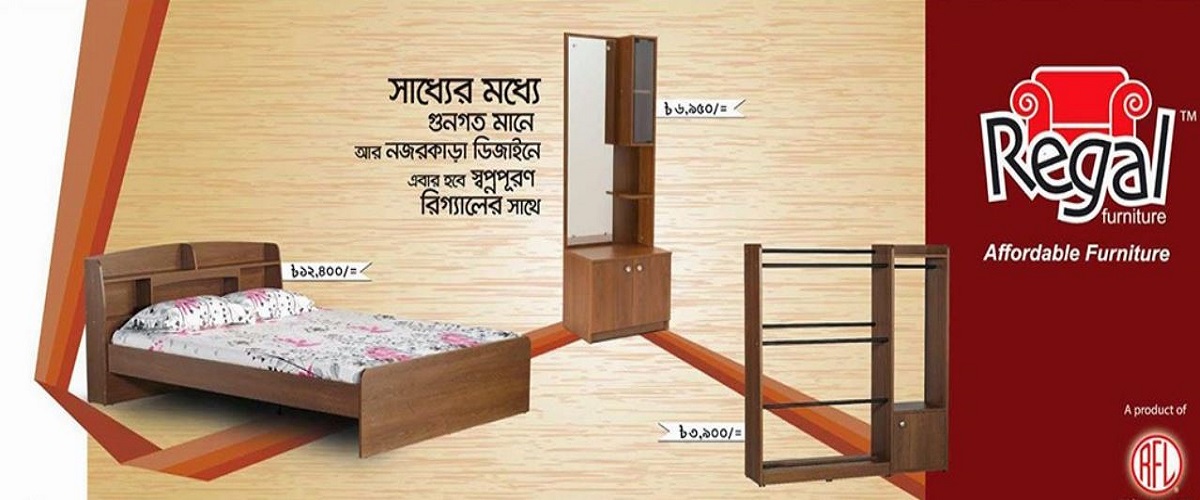 সাধ্যের মধ্যে
গুনগত মানে
আর নজরকাড়া ডিজাইনে
এবার হবে স্বপ্নপূরণ
রিগ্যালের সাথে
৳৬,৯৫০/=
৳১২,৪০০/=
৳৩,৯০০/=
Regal TM
furniture
Affordable Furniture
A product of
RFL